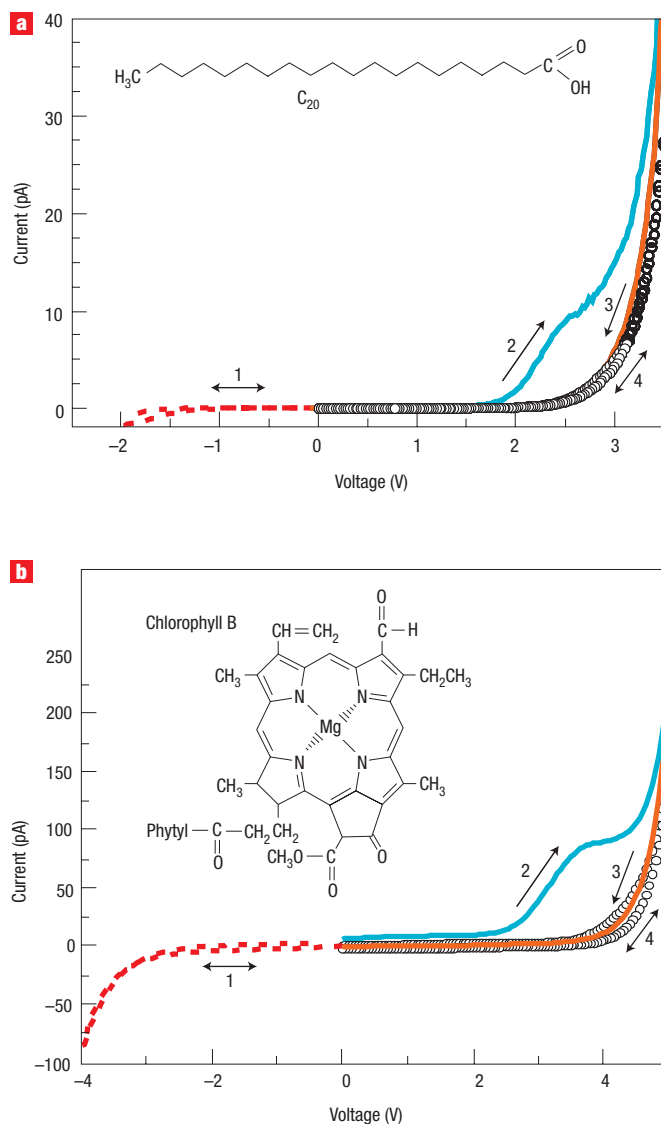 a
40
30
20
10
0
Current (pA)
H₃C
C
O
OH
C₂₀
1
2
3
4
−2
−1
0
1
2
3
Voltage (V)
b
Chlorophyll B
250
200
150
100
50
0
−50
−100
Current (pA)
O
CH=CH₂
C−H
CH₃
CH₂CH₃
N
N
Mg
N
N
CH₃
CH₃
Phytyl
C
CH₂
CH₂
O
CH₃O
C
O
O
1
2
3
4
−4
−2
0
2
4
Voltage (V)